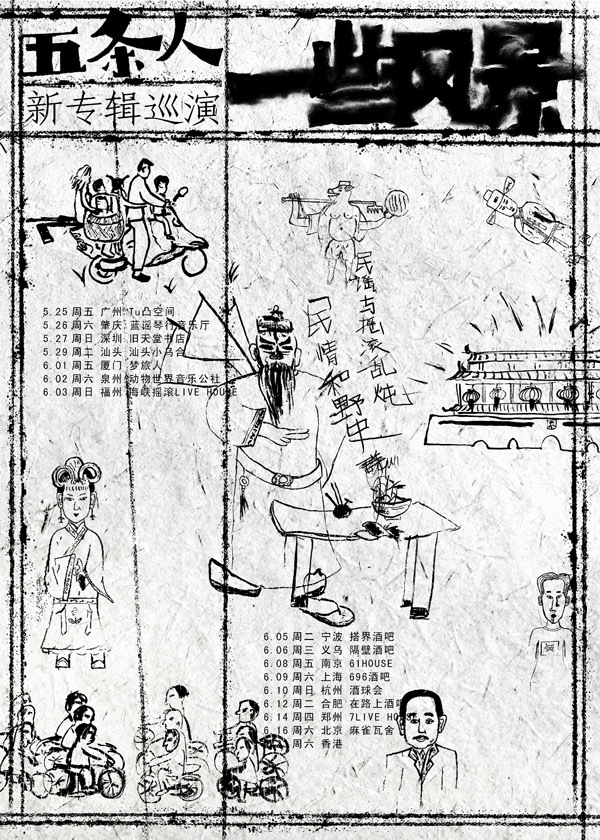 五条人
一些风景
新专辑巡演
5.25 周五 广州 Tu凸空间
5.26 周六 肇庆 蓝谣琴行音乐厅
5.27 周日 深圳 旧天堂书店
5.29 周二 汕头 汕头小乌合
6.01 周五 厦门 梦旅人
6.02 周六 泉州 动物世界音乐公社
6.03 周日 福州 海峡摇滚LIVE HOUSE
民谣与摇滚乱炖」
「民情和野史
6.05 周二 宁波 搭界酒吧
6.06 周三 义乌 隔壁酒吧
6.08 周五 南京 61HOUSE
6.09 周六 上海 696酒吧
6.10 周日 杭州 酒球会
6.12 周二 合肥 在路上酒吧
6.14 周四 郑州 7LIVE HOUSE
6.16 周六 北京 麻雀瓦舍
周六 香港